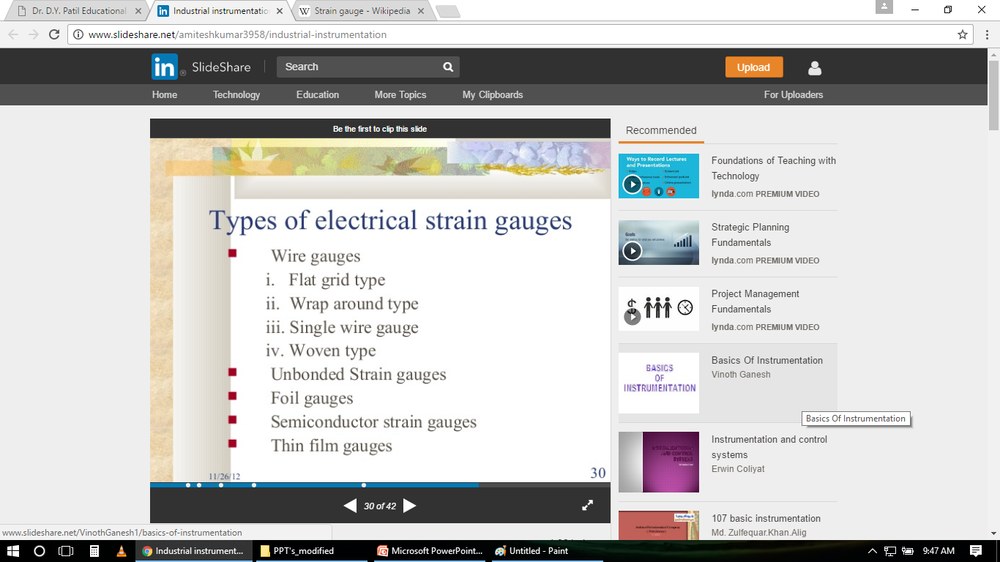 Dr. D.Y. Patil Educational
Industrial instrumentatio
Strain gauge - Wikipedia
www.slideshare.net/amiteshkumar3958/industrial-instrumentation
in ® SlideShare
Search
Upload
Home Technology Education More Topics My Clipboards For Uploaders
Be the first to clip this slide
Types of electrical strain gauges
Wire gauges
i. Flat grid type
ii. Wrap around type
iii. Single wire gauge
iv. Woven type
Unbonded Strain gauges
Foil gauges
Semiconductor strain gauges
Thin film gauges
11/26/12 30
30 of 42
Recommended
Ways to Record Lectures
and Presentations
Foundations of Teaching with
Technology
lynda.com PREMIUM VIDEO
Goals
Strategic Planning
Fundamentals
lynda.com PREMIUM VIDEO
Project Management
Fundamentals
lynda.com PREMIUM VIDEO
BASICS
OF
INSTRUMENTATION
Basics Of Instrumentation
Vinoth Ganesh
Basics Of Instrumentation
Instrumentation and control
systems
Erwin Coliyat
107 basic instrumentation
Md. Zulfequar.Khan.Alig
www.slideshare.net/VinothGanesh1/basics-of-instrumentation
Industrial instrument...
PPT's_modified
Microsoft PowerPoint...
Untitled - Paint
9:47 AM